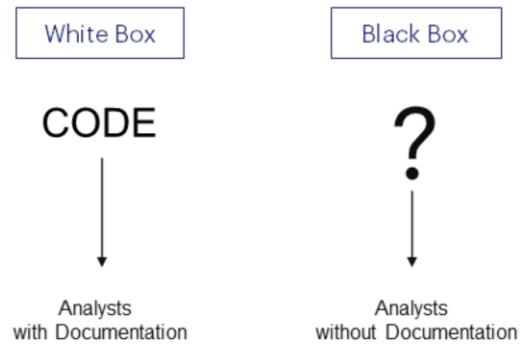 White Box
CODE
Analysts
with Documentation
Black Box
?
Analysts
without Documentation